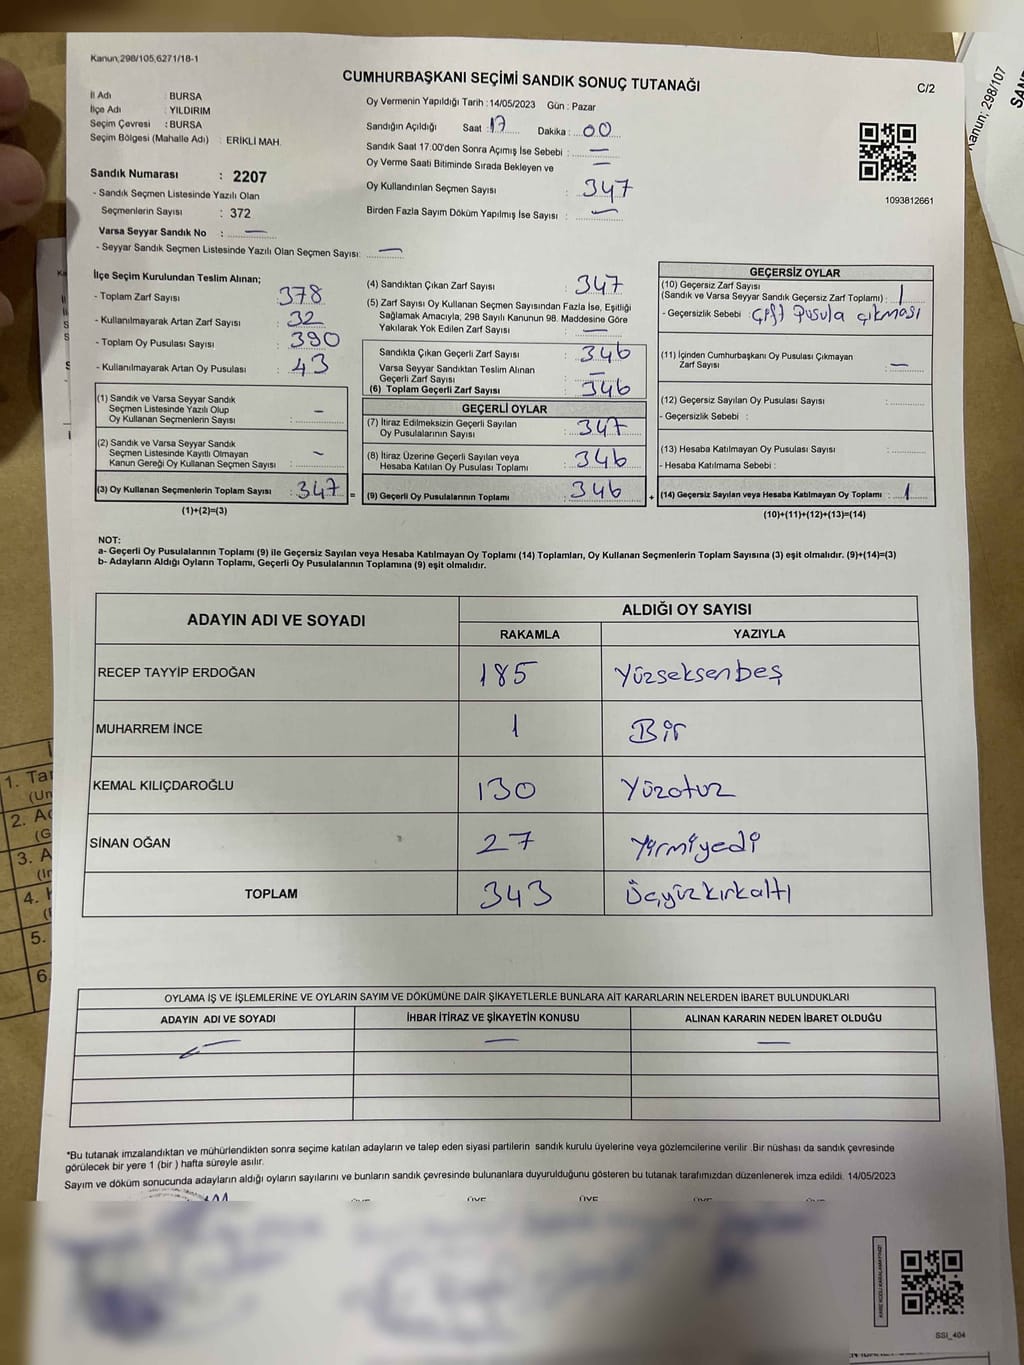 Kanun,298/105,6271/18-1
CUMHURBAŞKANI SEÇİMİ SANDIK SONUÇ TUTANAĞI
C/2
İl Adı : BURSA
İlçe Adı : YILDIRIM
Seçim Çevresi : BURSA
Seçim Bölgesi (Mahalle Adı) : ERİKLİ MAH.
Sandık Numarası : 2207
- Sandık Seçmen Listesinde Yazılı Olan
Seçmenlerin Sayısı : 372
Varsa Seyyar Sandık No : —
- Seyyar Sandık Seçmen Listesinde Yazılı Olan Seçmen Sayısı: —
Oy Vermenin Yapıldığı Tarih : 14/05/2023 Gün : Pazar
Sandığın Açıldığı Saat : 17 Dakika : 00
Sandık Saat 17:00'den Sonra Açımış İse Sebebi : —
Oy Verme Saati Bitiminde Sırada Bekleyen ve —
Oy Kullandırılan Seçmen Sayısı : 347
Birden Fazla Sayım Döküm Yapılmış İse Sayısı : —
1093812661
İlçe Seçim Kurulundan Teslim Alınan;
- Toplam Zarf Sayısı 378
- Kullanılmayarak Artan Zarf Sayısı : 32
- Toplam Oy Pusulası Sayısı : 390
- Kullanılmayarak Artan Oy Pusulası : 43
(1) Sandık ve Varsa Seyyar Sandık
Seçmen Listesinde Yazılı Olup
Oy Kullanan Seçmenlerin Sayısı : —
(2) Sandık ve Varsa Seyyar Sandık
Seçmen Listesinde Kayıtlı Olmayan
Kanun Gereği Oy Kullanan Seçmen Sayısı : —
(3) Oy Kullanan Seçmenlerin Toplam Sayısı : 347 =
(1)+(2)=(3)
(4) Sandıktan Çıkan Zarf Sayısı : 347
(5) Zarf Sayısı Oy Kullanan Seçmen Sayısından Fazla İse, Eşitliği
Sağlamak Amacıyla, 298 Sayılı Kanunun 98. Maddesine Göre
Yakılarak Yok Edilen Zarf Sayısı : —
Sandıkta Çıkan Geçerli Zarf Sayısı : 346
Varsa Seyyar Sandıktan Teslim Alınan
Geçerli Zarf Sayısı : —
(6) Toplam Geçerli Zarf Sayısı : 346
GEÇERLİ OYLAR
(7) İtiraz Edilmeksizin Geçerli Sayılan
Oy Pusulalarının Sayısı : 347
(8) İtiraz Üzerine Geçerli Sayılan veya
Hesaba Katılan Oy Pusulası Toplamı : 346
(9) Geçerli Oy Pusulalarının Toplamı : 346 +
GEÇERSİZ OYLAR
(10) Geçersiz Zarf Sayısı
(Sandık ve Varsa Seyyar Sandık Geçersiz Zarf Toplamı) : 1
- Geçersizlik Sebebi : Çift pusula çıkması
(11) İçinden Cumhurbaşkanı Oy Pusulası Çıkmayan
Zarf Sayısı : —
(12) Geçersiz Sayılan Oy Pusulası Sayısı :
- Geçersizlik Sebebi :
(13) Hesaba Katılmayan Oy Pusulası Sayısı :
- Hesaba Katılmama Sebebi :
(14) Geçersiz Sayılan veya Hesaba Katılmayan Oy Toplamı : 1
(10)+(11)+(12)+(13)=(14)
NOT:
a- Geçerli Oy Pusulalarının Toplamı (9) ile Geçersiz Sayılan veya Hesaba Katılmayan Oy Toplamı (14) Toplamları, Oy Kullanan Seçmenlerin Toplam Sayısına (3) eşit olmalıdır. (9)+(14)=(3)
b- Adayların Aldığı Oyların Toplamı, Geçerli Oy Pusulalarının Toplamına (9) eşit olmalıdır.
ADAYIN ADI VE SOYADI
ALDIĞI OY SAYISI
RAKAMLA YAZIYLA
RECEP TAYYİP ERDOĞAN 185 Yüzseksenbeş
MUHARREM İNCE 1 Bir
KEMAL KILIÇDAROĞLU 130 Yüzotuz
SİNAN OĞAN 27 Yirmiyedi
TOPLAM 343 Üçyüzkırkaltı
OYLAMA İŞ VE İŞLEMLERİNE VE OYLARIN SAYIM VE DÖKÜMÜNE DAİR ŞİKAYETLERLE BUNLARA AİT KARARLARIN NELERDEN İBARET BULUNDUKLARI
ADAYIN ADI VE SOYADI İHBAR İTİRAZ VE ŞİKAYETİN KONUSU ALINAN KARARIN NEDEN İBARET OLDUĞU
— — —
*Bu tutanak imzalandıktan ve mühürlendikten sonra seçime katılan adayların ve talep eden siyasi partilerin sandık kurulu üyelerine veya gözlemcilerine verilir. Bir nüshası da sandık çevresinde
görülecek bir yere 1 (bir ) hafta süreyle asılır.
Sayım ve döküm sonucunda adayların aldığı oyların sayılarını ve bunların sandık çevresinde bulunanlara duyurulduğunu gösteren bu tutanak tarafımızdan düzenlenerek imza edildi. 14/05/2023
ÜYE ÜYE ÜYE ÜYE ÜYE
SSI_404
Kanun; 298/107
1. Ta
2. A
3. A
4.
5.
6.